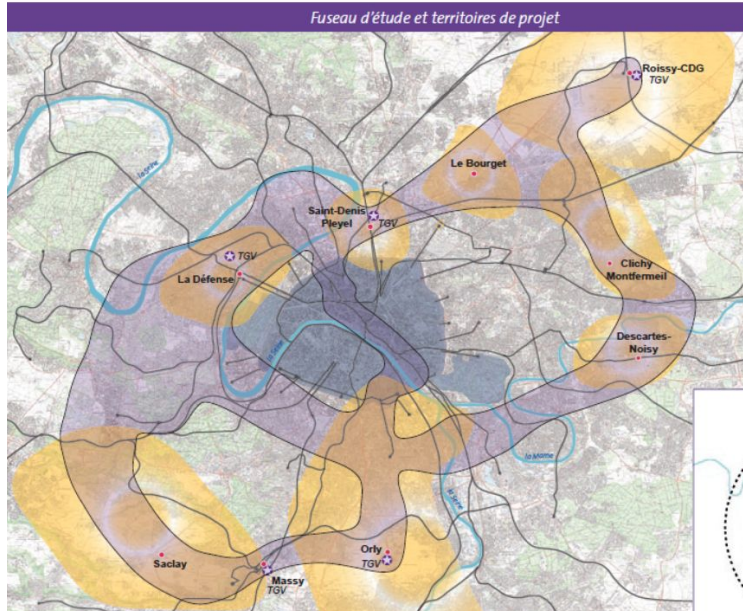 Fuseau d'étude et territoires de projet
Roissy-CDG
TGV
Le Bourget
la Seine
Saint-Denis
Pleyel
TGV
TGV
La Défense
Clichy
Montfermeil
Descartes-
Noisy
la Seine
la Marne
la Seine
Saclay
Orly
TGV
Massy
TGV